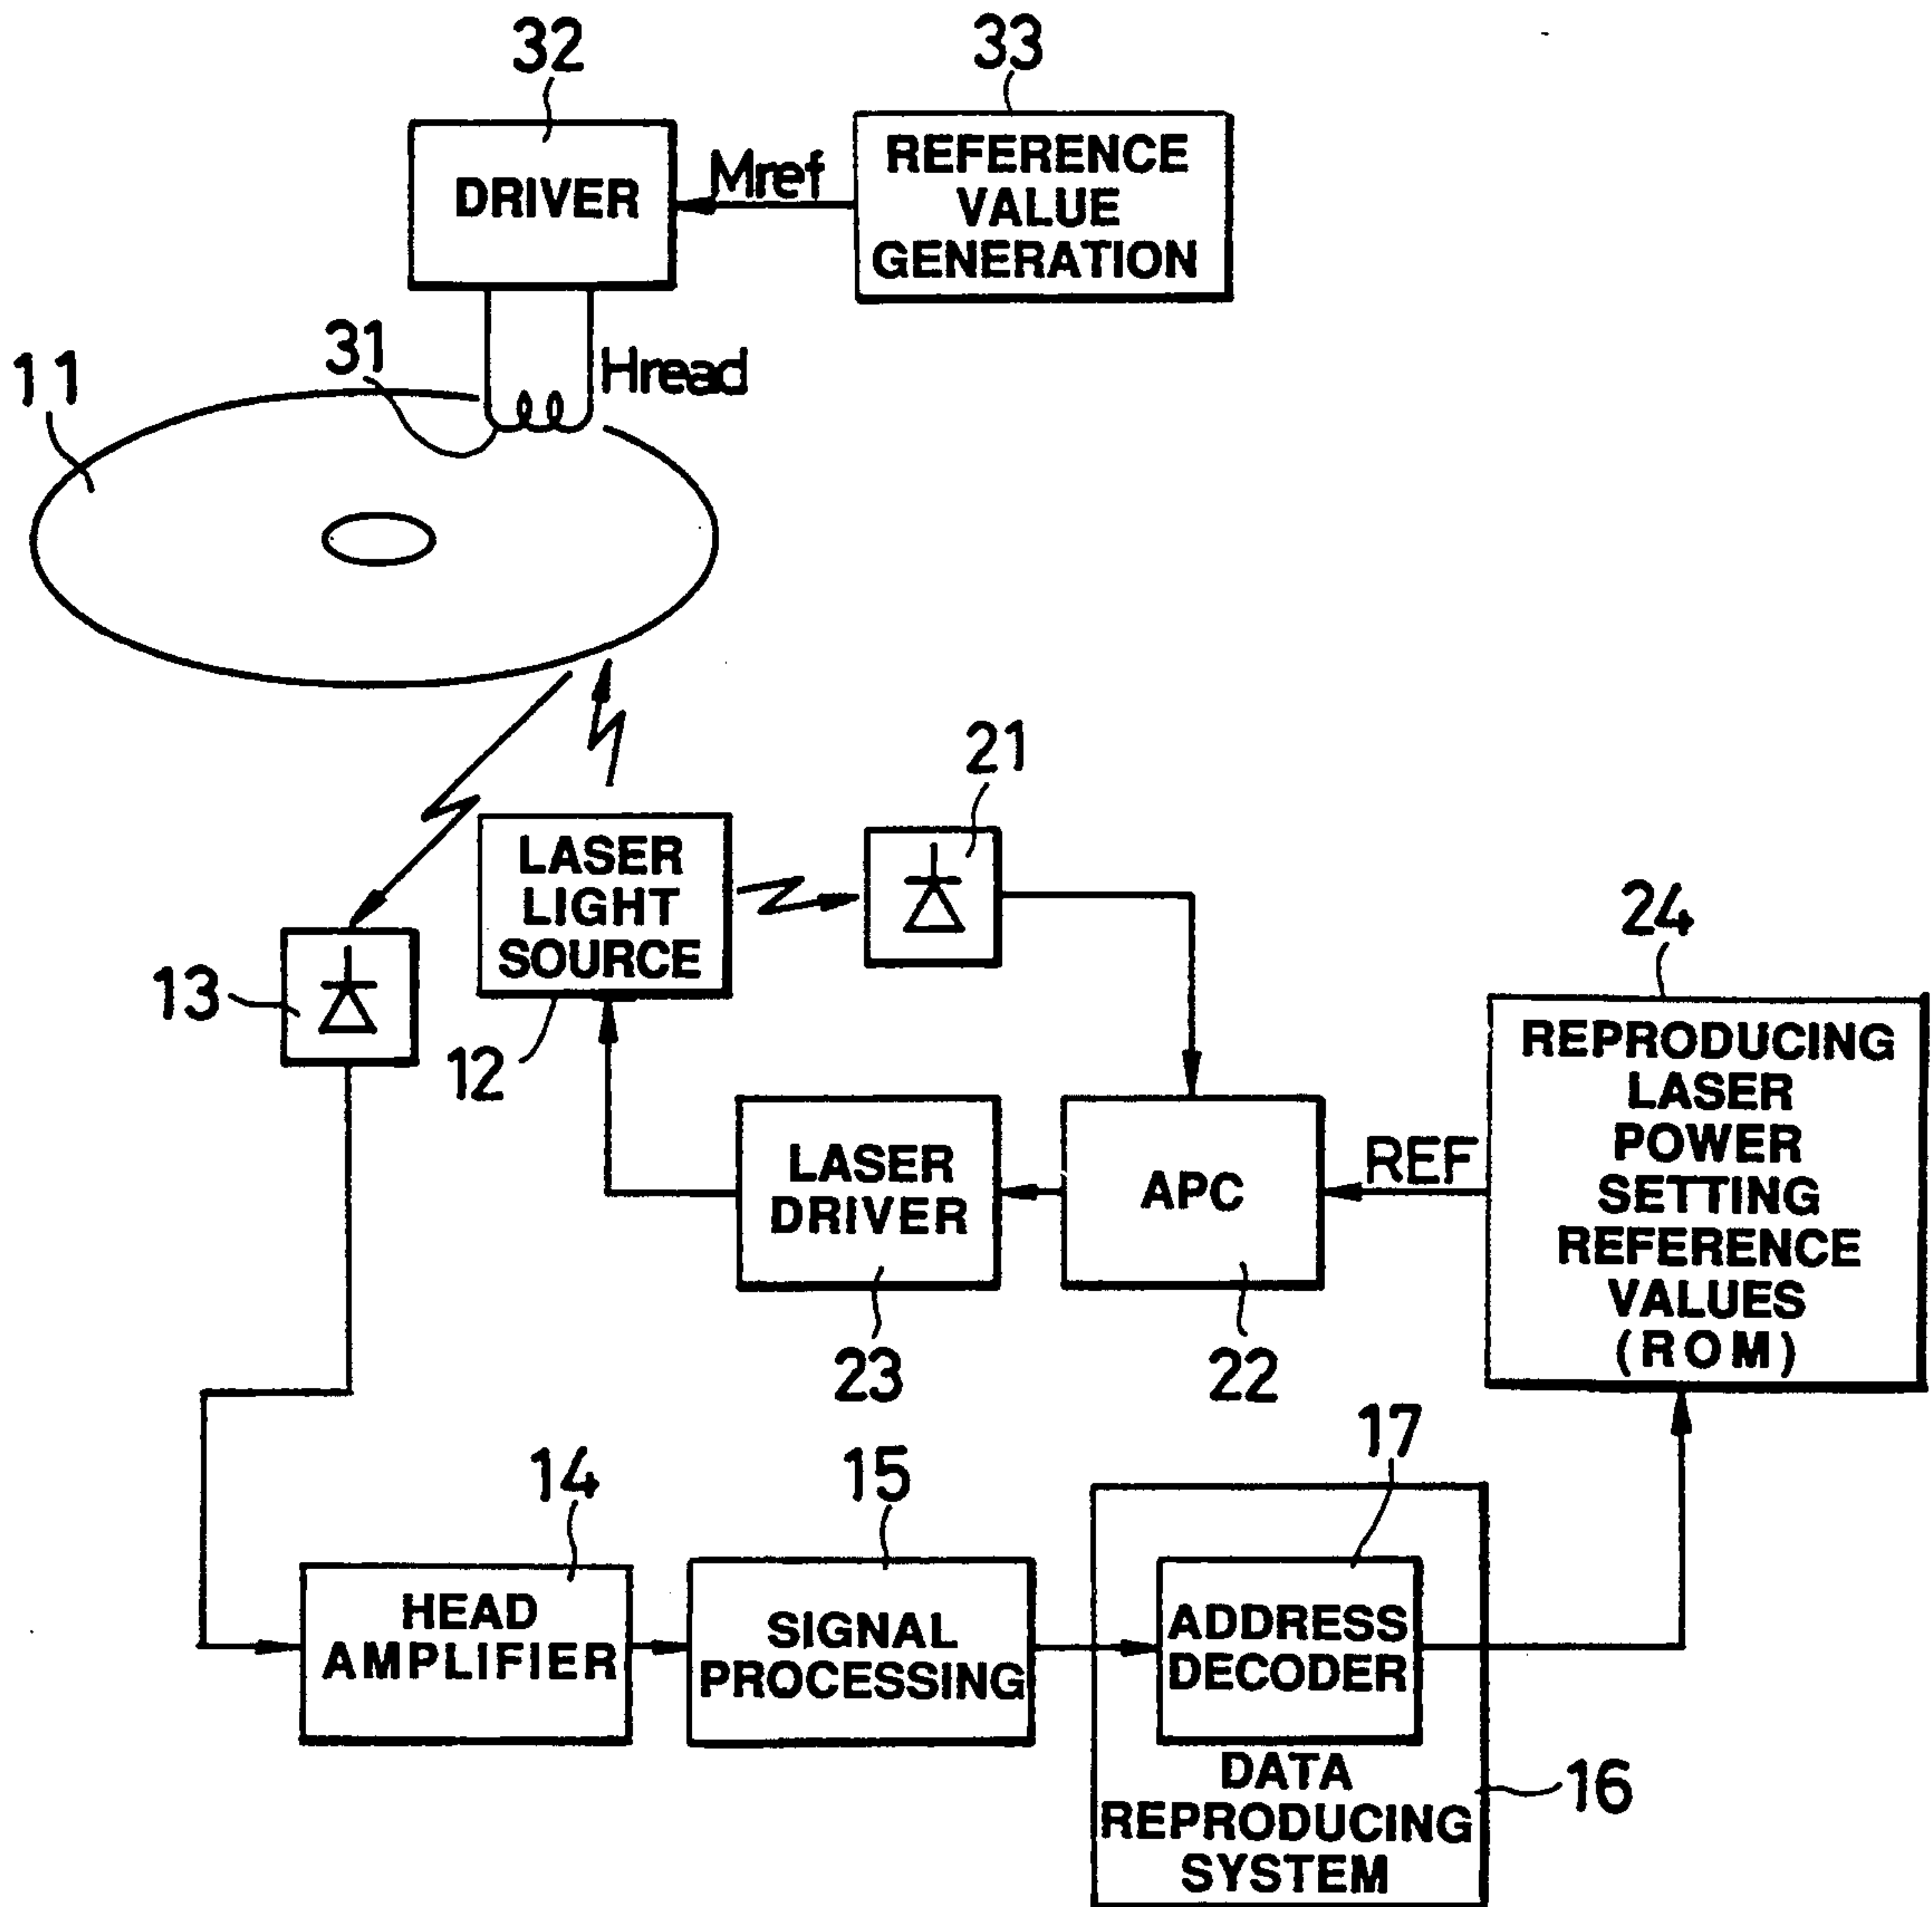 32
33
DRIVER
Mref
REFERENCE
VALUE
GENERATION
31
Hread
11
21
LASER
LIGHT
SOURCE
24
13
12
REPRODUCING
LASER
POWER
SETTING
REFERENCE
VALUES
(ROM)
LASER
DRIVER
APC
REF
23
22
17
14
15
HEAD
AMPLIFIER
SIGNAL
PROCESSING
ADDRESS
DECODER
DATA
REPRODUCING
SYSTEM
16